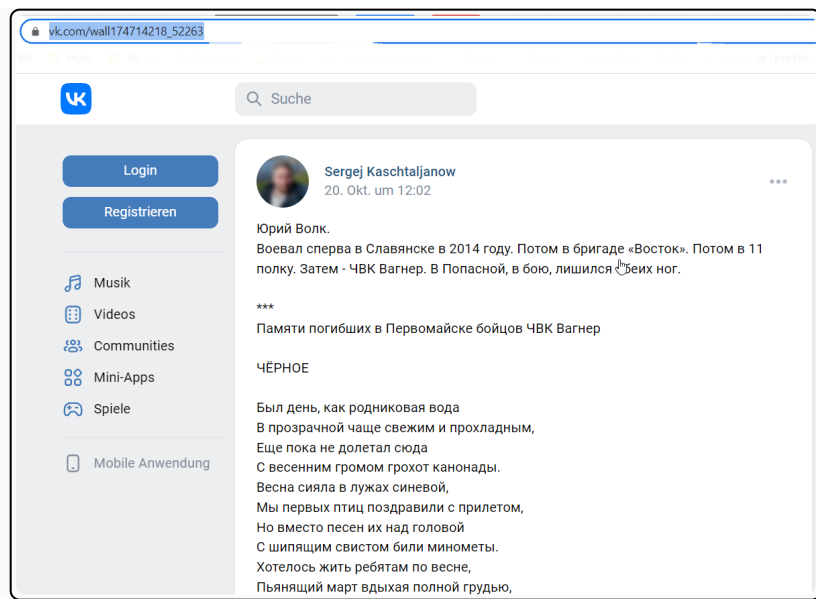 vk.com/wall174714218_52263
Suche
Login
Registrieren
Musik
Videos
Communities
Mini-Apps
Spiele
Mobile Anwendung
Sergej Kaschtaljanow
20. Okt. um 12:02
Юрий Волк.
Воевал сперва в Славянске в 2014 году. Потом в бригаде «Восток». Потом в 11
полку. Затем - ЧВК Вагнер. В Попасной, в бою, лишился обеих ног.
***
Памяти погибших в Первомайске бойцов ЧВК Вагнер
ЧЁРНОЕ
Был день, как родниковая вода
В прозрачной чаще свежим и прохладным,
Еще пока не долетал сюда
С весенним громом грохот канонады.
Весна сияла в лужах синевой,
Мы первых птиц поздравили с прилетом,
Но вместо песен их над головой
С шипящим свистом били минометы.
Хотелось жить ребятам по весне,
Пьянящий март вдыхая полной грудью,